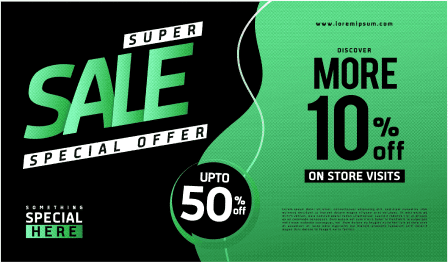 SUPER
SALE
SPECIAL OFFER
SOMETHING
SPECIAL
HERE
UPTO
50%
off
www.loremipsum.com
DISCOVER
MORE
10%
off
ON STORE VISITS